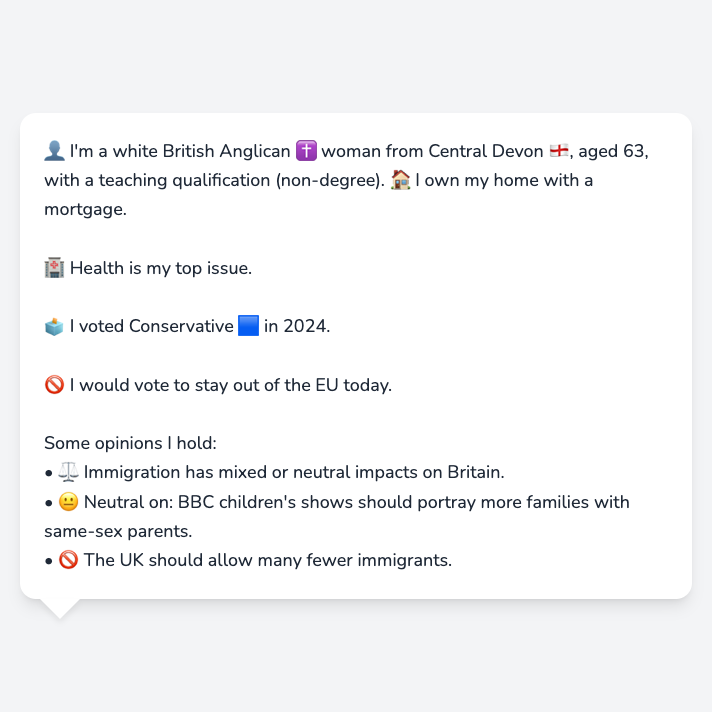 👤 I'm a white British Anglican ✝️ woman from Central Devon 🏴󠁧󠁢󠁥󠁮󠁧󠁿, aged 63,
with a teaching qualification (non-degree). 🏠 I own my home with a
mortgage.
🏥 Health is my top issue.
🗳️ I voted Conservative 🟦 in 2024.
🚫 I would vote to stay out of the EU today.
Some opinions I hold:
• ⚖️ Immigration has mixed or neutral impacts on Britain.
• 😐 Neutral on: BBC children's shows should portray more families with
same-sex parents.
• 🚫 The UK should allow many fewer immigrants.